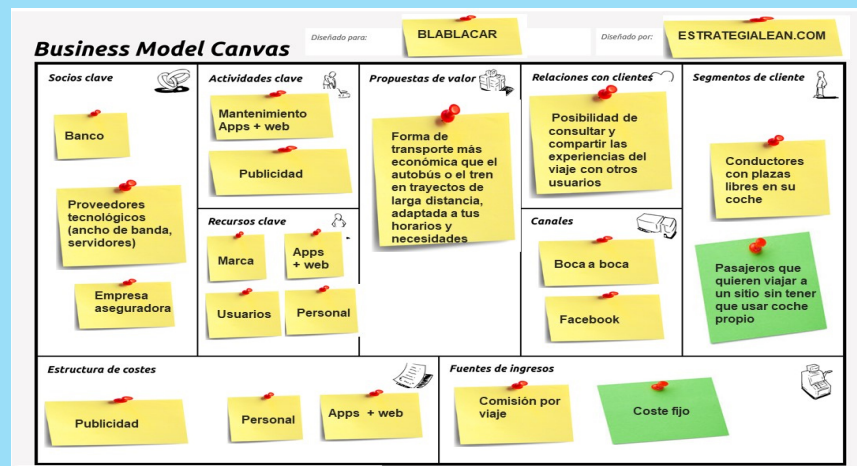 Business Model Canvas
Diseñado para:
BLABLACAR
Diseñado por:
ESTRATEGIALEAN.COM
Socios clave
Banco
Proveedores
tecnológicos
(ancho de banda,
servidores)
Empresa
aseguradora
Actividades clave
Mantenimiento
Apps + web
Publicidad
Recursos clave
Marca
Apps
+ web
Usuarios
Personal
Propuestas de valor
Forma de
transporte más
económica que el
autobús o el tren
en trayectos de
larga distancia,
adaptada a tus
horarios y
necesidades
Relaciones con clientes
Posibilidad de
consultar y
compartir las
experiencias del
viaje con otros
usuarios
Canales
Boca a boca
Facebook
Segmentos de cliente
Conductores
con plazas
libres en su
coche
Pasajeros que
quieren viajar a
un sitio sin tener
que usar coche
propio
Estructura de costes
Publicidad
Personal
Apps + web
Fuentes de ingresos
Comisión por
viaje
Coste fijo